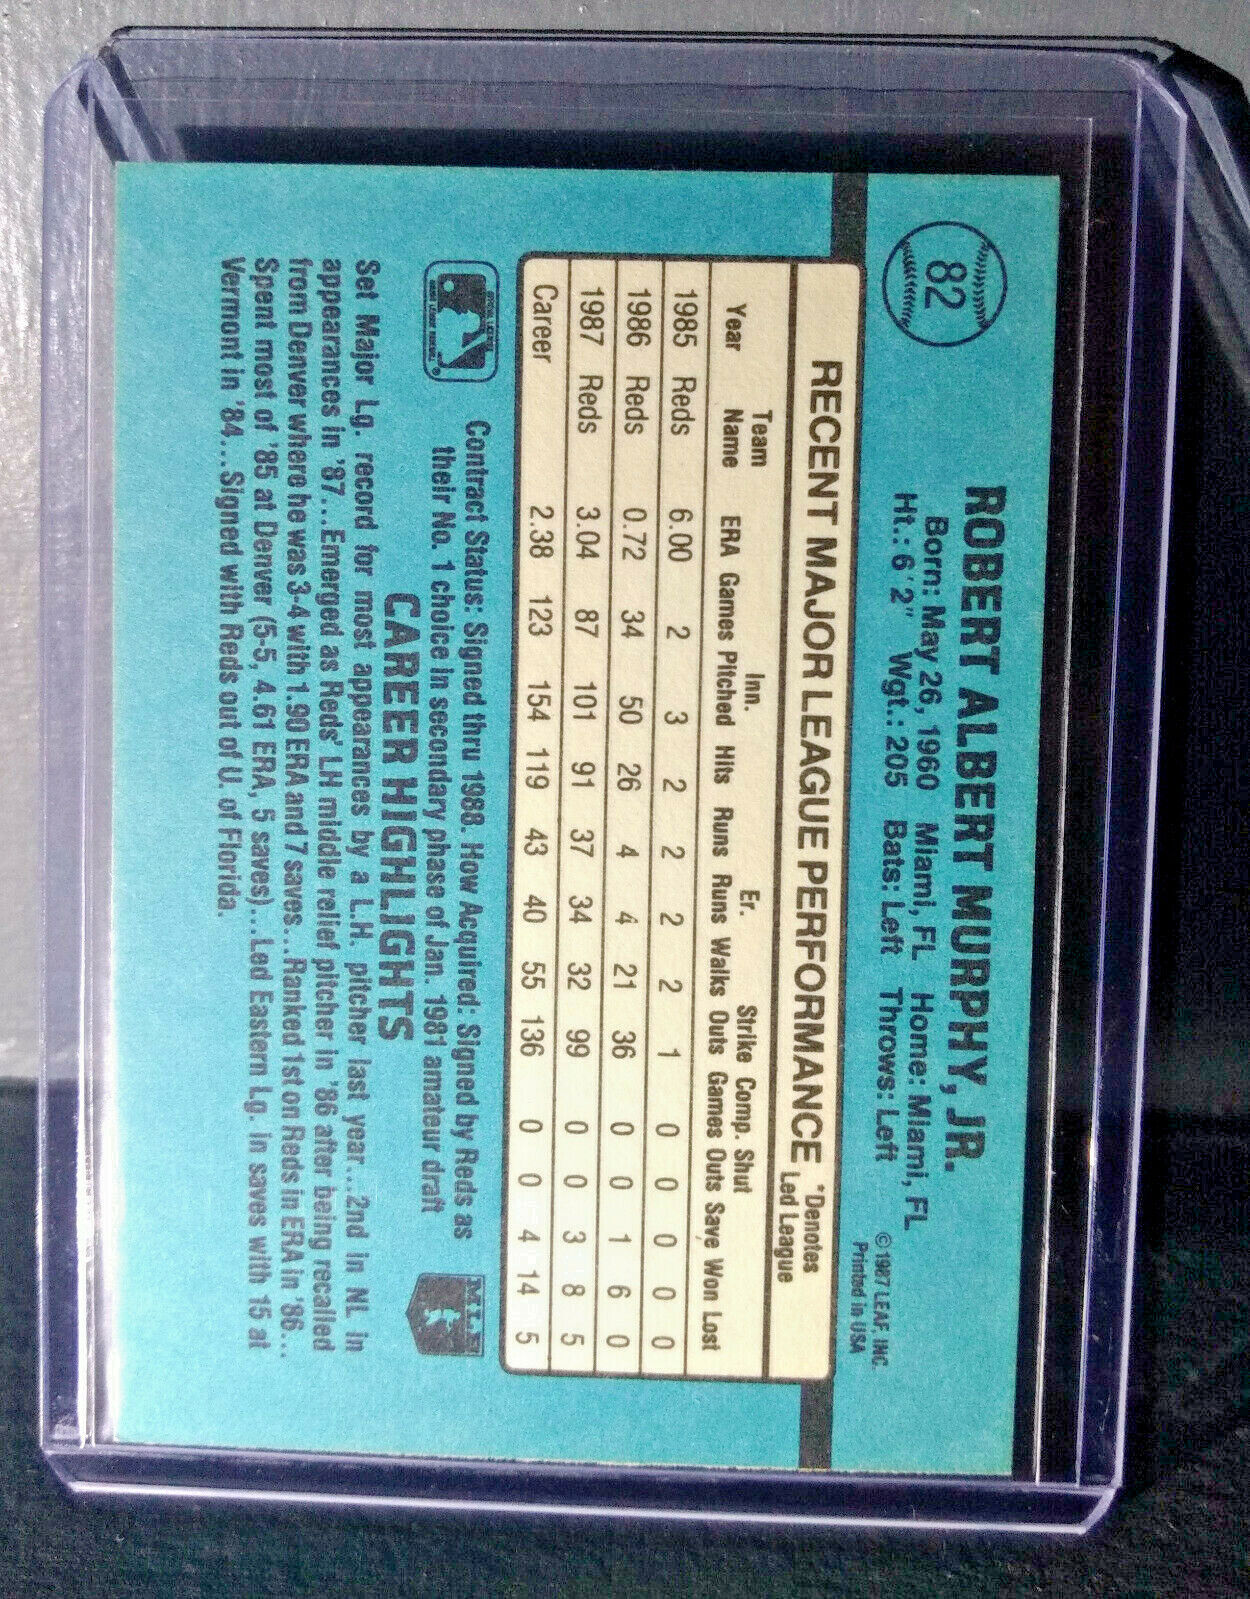 82
ROBERT ALBERT MURPHY, JR.
Born: May 26, 1960 Miami, FL Home: Miami, FL
Ht.: 6'2" Wgt.: 205 Bats: Left Throws: Left
©1987 LEAF, INC.
Printed in USA
RECENT MAJOR LEAGUE PERFORMANCE *Denotes Led League
Team Inn. Er. Strike Comp. Shut
Year Name ERA Games Pitched Hits Runs Runs Walks Outs Games Outs Save Won Lost
1985 Reds 6.00 2 3 2 2 2 2 1 0 0 0 0 0
1986 Reds 0.72 34 50 26 4 4 21 36 0 0 1 6 0
1987 Reds 3.04 87 101 91 37 34 32 99 0 0 3 8 5
Career 2.38 123 154 119 43 40 55 136 0 0 4 14 5
Contract Status: Signed thru 1988. How Acquired: Signed by Reds as
their No. 1 choice in secondary phase of Jan. 1981 amateur draft
MLB
CAREER HIGHLIGHTS
Set Major Lg. record for most appearances by a L.H. pitcher last year...2nd in NL in
appearances in '87...Emerged as Reds' LH middle relief pitcher in '86 after being recalled
from Denver where he was 3-4 with 1.90 ERA and 7 saves...Ranked 1st on Reds in ERA in '86...
Spent most of '85 at Denver (5-5, 4.61 ERA, 5 saves)...Led Eastern Lg. in saves with 15 at
Vermont in '84...Signed with Reds out of U. of Florida.